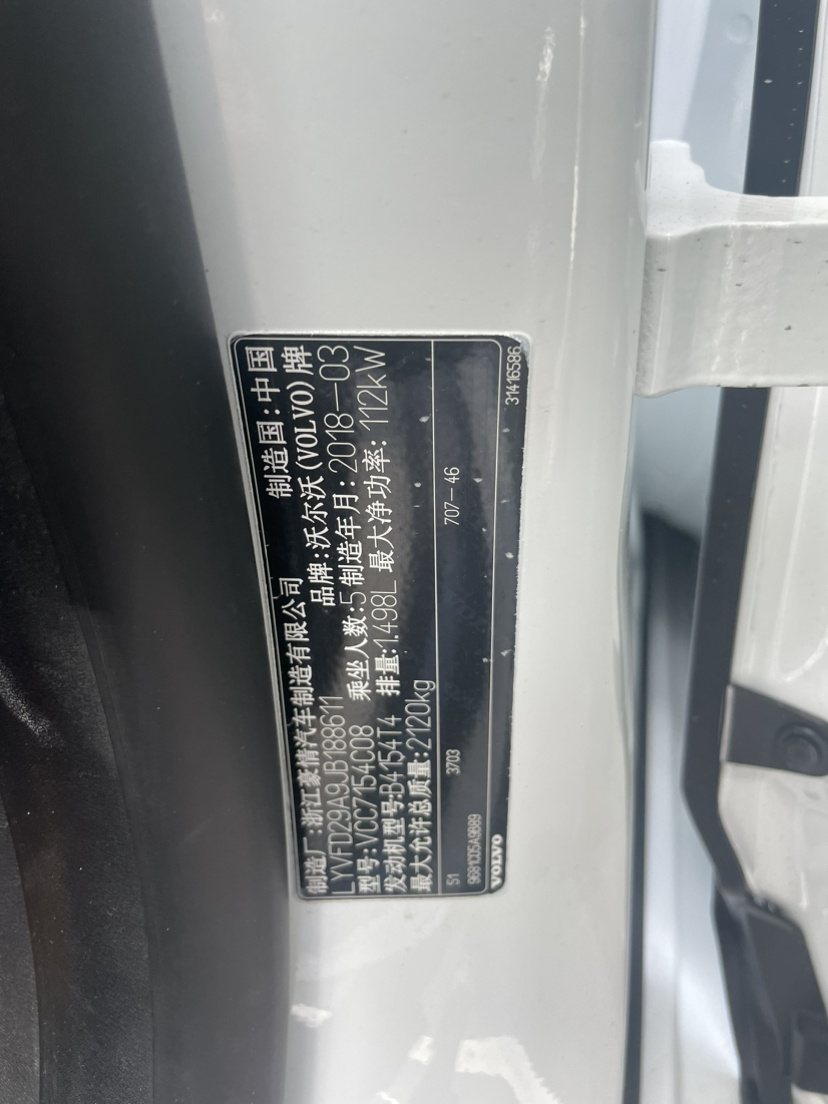 制造厂:浙江豪情汽车制造有限公司 制造国:中国
LYVFD29A9JB188611 品牌:沃尔沃(VOLVO)牌
型号:VCC7154C08 乘坐人数:5 制造年月:2018-03
发动机型号:B4154T4 排量:1.498L 最大净功率:112kW
最大允许总质量:2120kg
51 3703 707-46
9681C05A9B89
VOLVO 31416586